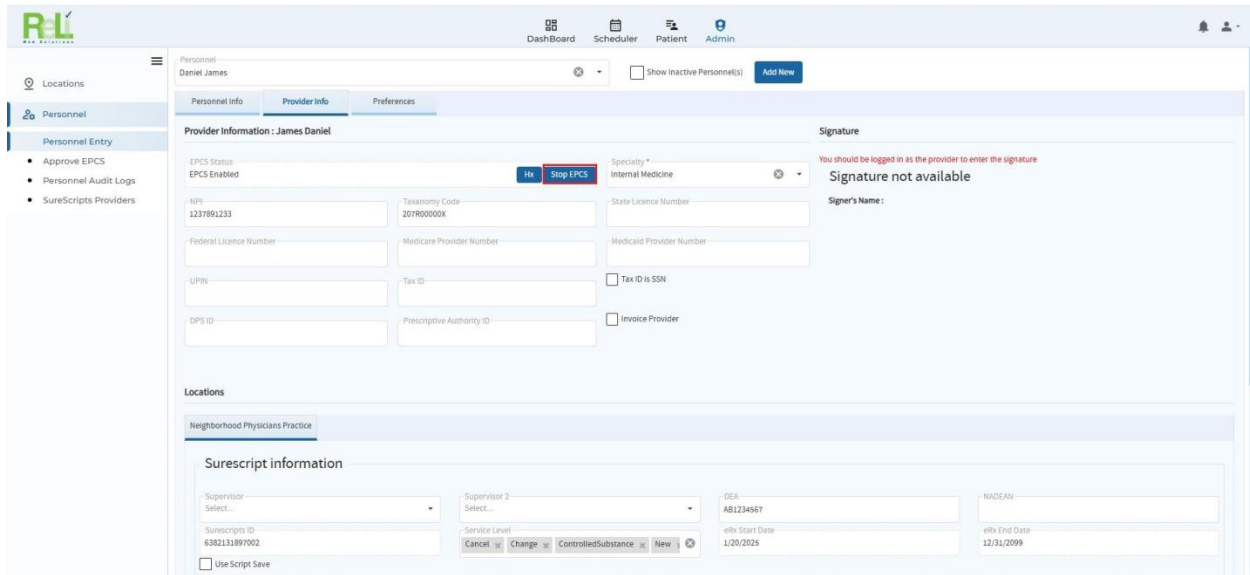 ReLi
Med Solutions
DashBoard Scheduler Patient Admin
Locations
Personnel
Personnel Entry
Approve EPCS
Personnel Audit Logs
SureScripts Providers
Personnel
Daniel James
Show Inactive Personnel(s)
Add New
Personnel Info Provider Info Preferences
Provider Information : James Daniel
EPCS Status
EPCS Enabled
Hx Stop EPCS
Specialty *
Internal Medicine
NPI
1237891233
Taxanomy Code
207R00000X
State Licence Number
Federal Licence Number
Medicare Provider Number
Medicaid Provider Number
UPIN
Tax ID
Tax ID is SSN
DPS ID
Prescriptive Authority ID
Invoice Provider
Signature
You should be logged in as the provider to enter the signature
Signature not available
Signer's Name :
Locations
Neighborhood Physicians Practice
Surescript information
Supervisor
Select...
Supervisor 2
Select...
DEA
AB1234567
NADEAN
Surescripts ID
6382131897002
Service Level
Cancel Change ControlledSubstance New
eRx Start Date
1/20/2025
eRx End Date
12/31/2099
Use Script Save